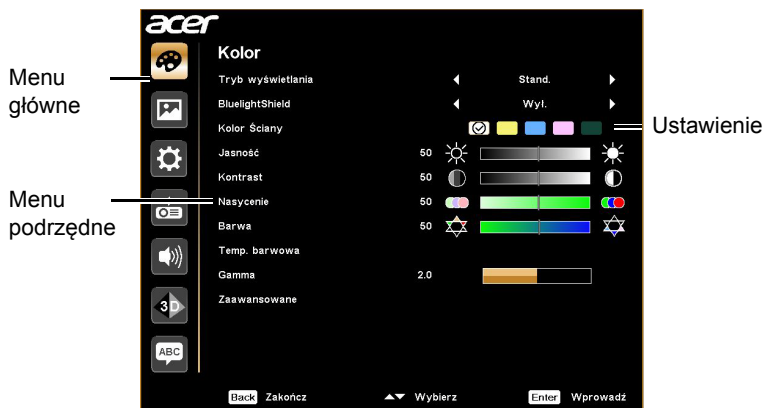 acer
Kolor
Menu główne
Tryb wyświetlania Stand.
BluelightShield Wył.
Kolor Ściany
Ustawienie
Jasność 50
Kontrast 50
Menu podrzędne
Nasycenie 50
Barwa 50
Temp. barwowa
Gamma 2.0
Zaawansowane
3D
ABC
Back Zakończ Wybierz Enter Wprowadź